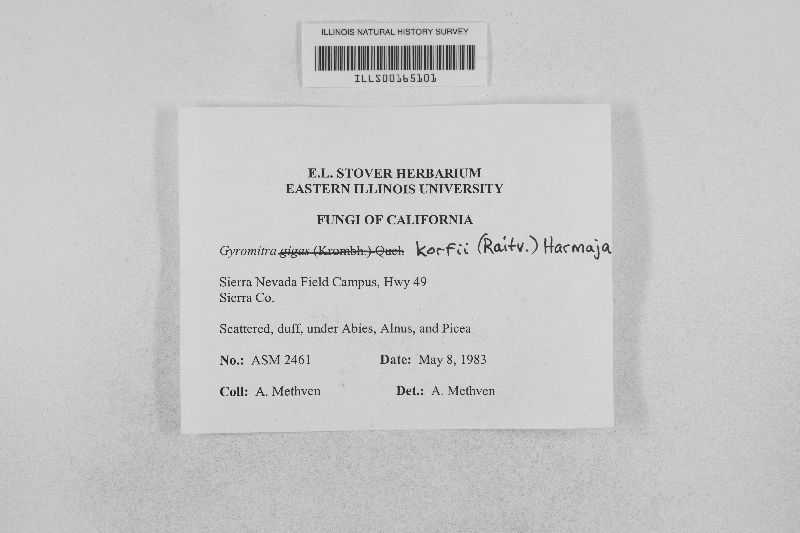 ILLINOIS NATURAL HISTORY SURVEY
ILLS00165101
E.L. STOVER HERBARIUM
EASTERN ILLINOIS UNIVERSITY
FUNGI OF CALIFORNIA
Gyromitra gigas (Krombh.) Quel. korfii (Raitv.) Harmaja
Sierra Nevada Field Campus, Hwy 49
Sierra Co.
Scattered, duff, under Abies, Alnus, and Picea
No.: ASM 2461 Date: May 8, 1983
Coll: A. Methven Det.: A. Methven